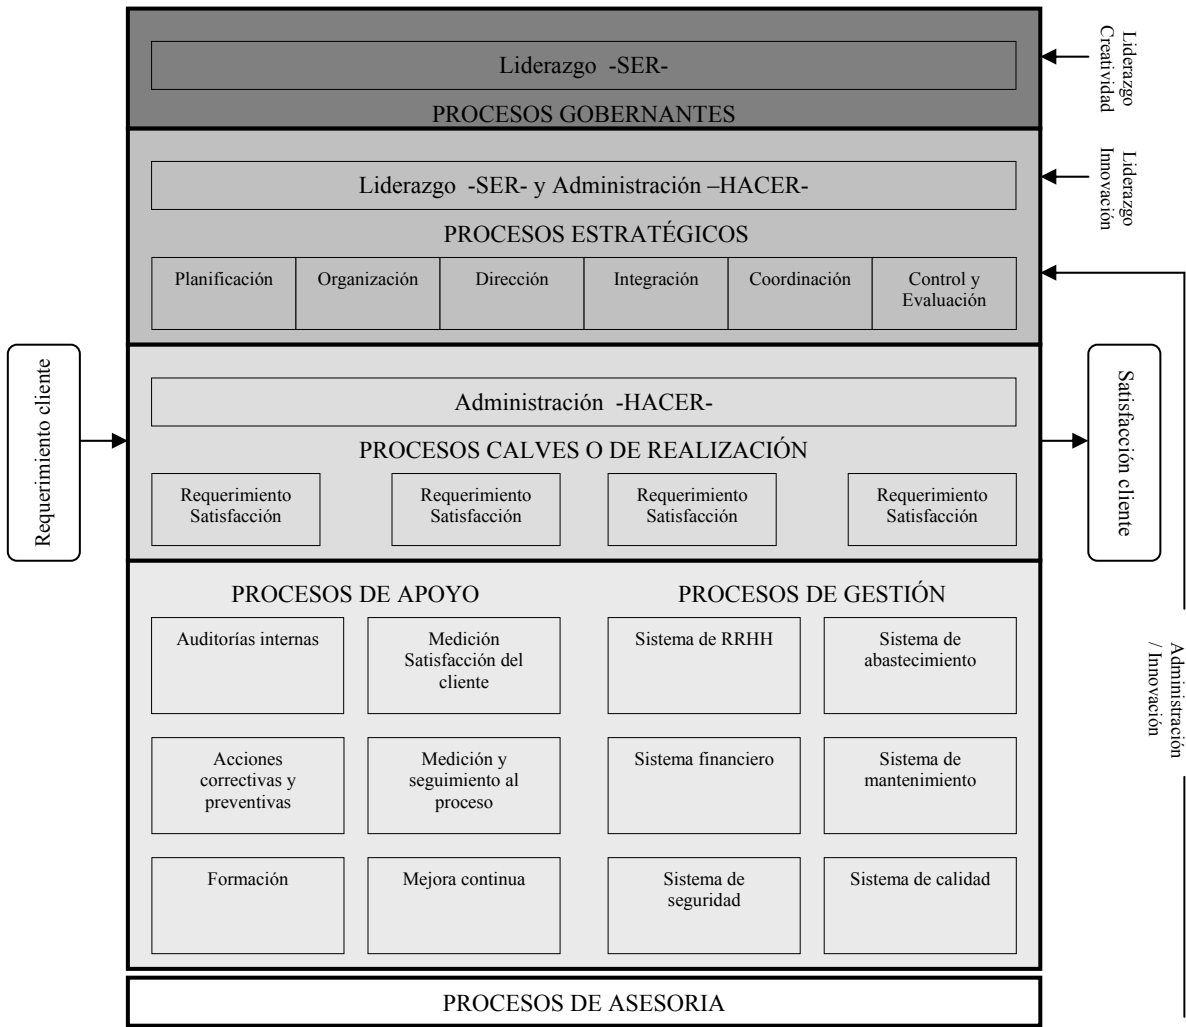 Liderazgo -SER-
PROCESOS GOBERNANTES
Liderazgo
Creatividad
Liderazgo -SER- y Administración –HACER-
PROCESOS ESTRATÉGICOS
Liderazgo
Innovación
Planificación
Organización
Dirección
Integración
Coordinación
Control y
Evaluación
Requerimiento cliente
Administración -HACER-
PROCESOS CALVES O DE REALIZACIÓN
Requerimiento
Satisfacción
Requerimiento
Satisfacción
Requerimiento
Satisfacción
Requerimiento
Satisfacción
Satisfacción cliente
PROCESOS DE APOYO
Auditorías internas
Medición
Satisfacción del
cliente
Acciones
correctivas y
preventivas
Medición y
seguimiento al
proceso
Formación
Mejora continua
PROCESOS DE GESTIÓN
Sistema de RRHH
Sistema de
abastecimiento
Sistema financiero
Sistema de
mantenimiento
Sistema de
seguridad
Sistema de calidad
Administración
/ Innovación
PROCESOS DE ASESORIA